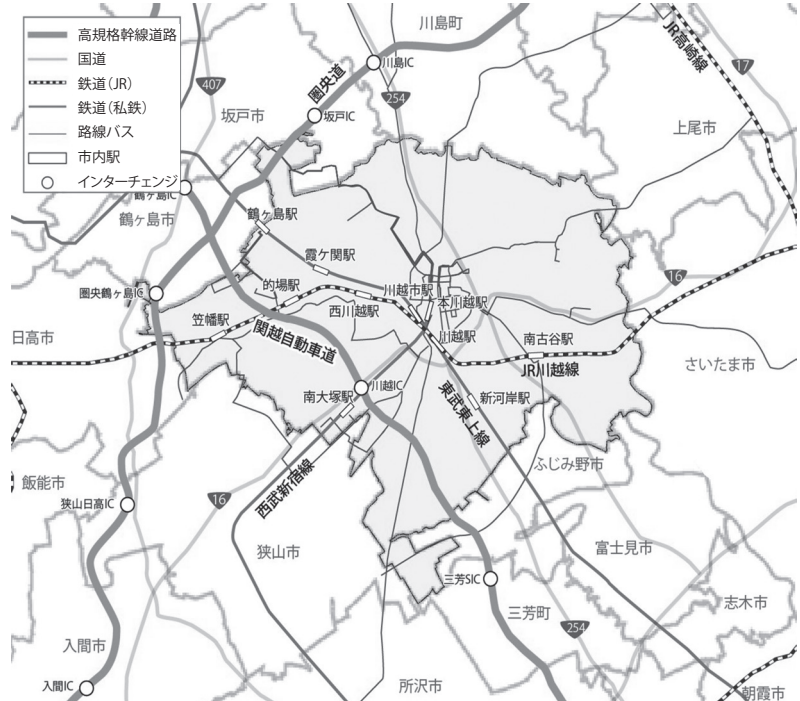 高規格幹線道路
国道
鉄道（JR）
鉄道（私鉄）
路線バス
市内駅
インターチェンジ
川島町
JR高崎線
17
川島IC
圏央道
407
254
坂戸市
坂戸IC
上尾市
鶴ヶ島IC
鶴ヶ島市
鶴ヶ島駅
霞ケ関駅
16
圏央鶴ヶ島IC
的場駅
川越市駅
本川越駅
笠幡駅
西川越駅
関越自動車道
川越駅
南古谷駅
日高市
さいたま市
JR川越線
南大塚駅
川越IC
新河岸駅
東武東上線
ふじみ野市
飯能市
西武新宿線
16
狭山日高IC
狭山市
富士見市
三芳SIC
志木市
三芳町
254
入間市
入間IC
所沢市
朝霞市